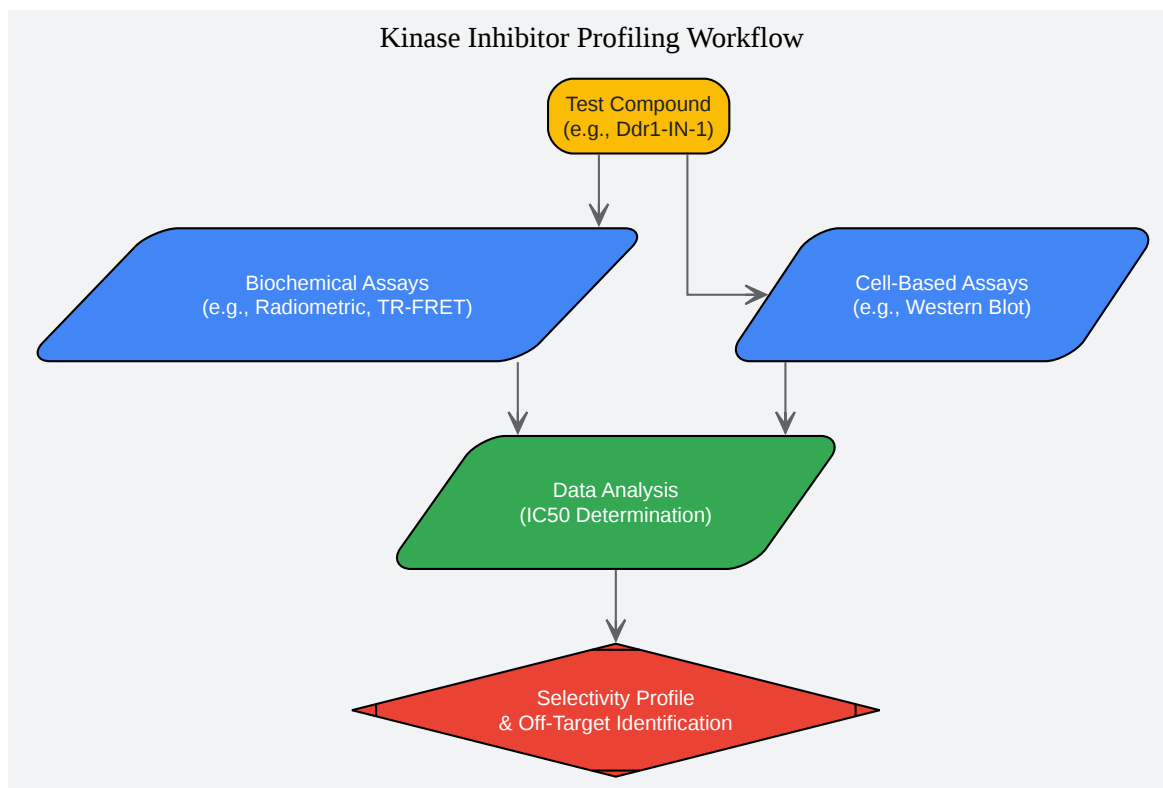 Kinase Inhibitor Profiling Workflow
Test Compound
(e.g., Ddr1-IN-1)
Biochemical Assays
(e.g., Radiometric, TR-FRET)
Cell-Based Assays
(e.g., Western Blot)
Data Analysis
(IC50 Determination)
Selectivity Profile
& Off-Target Identification